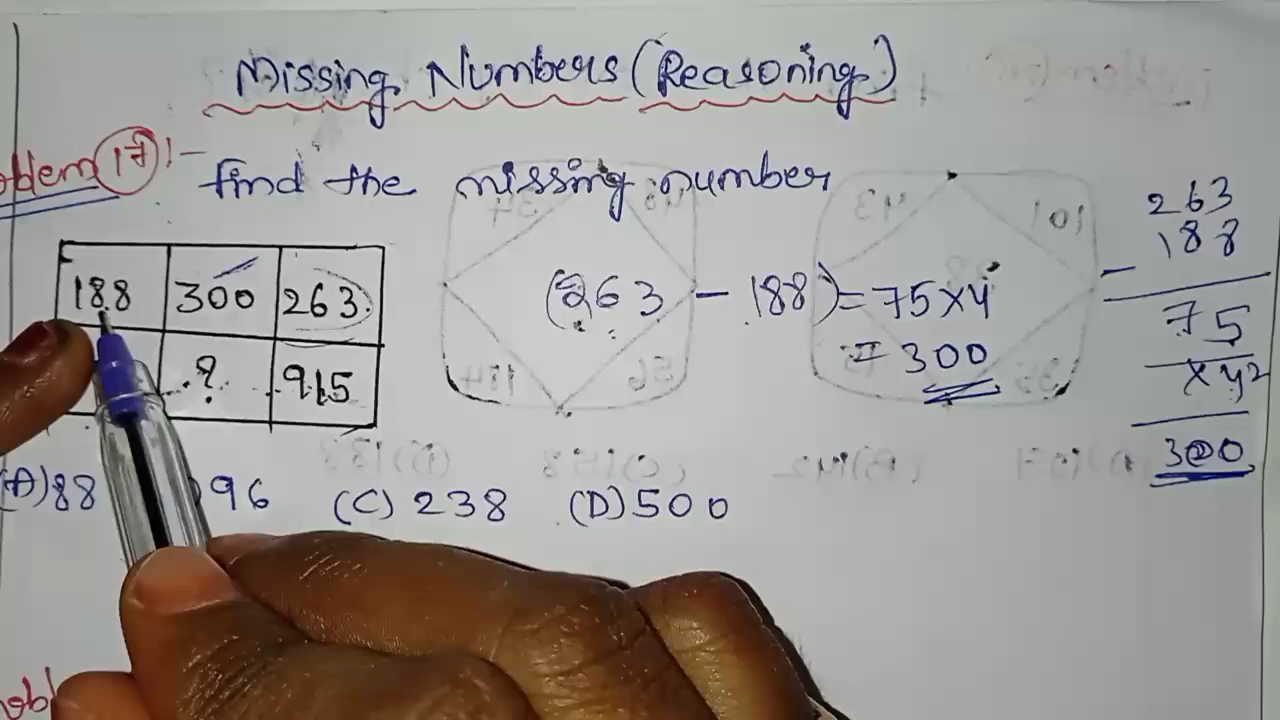 Missing Numbers (Reasoning)
oblem 17 :-
find the missing number
188 300 263
? 915
(263 - 188) = 75 x 4
= 300
263
- 188
75
x 4
300
(A) 88 96 (C) 238 (D) 500